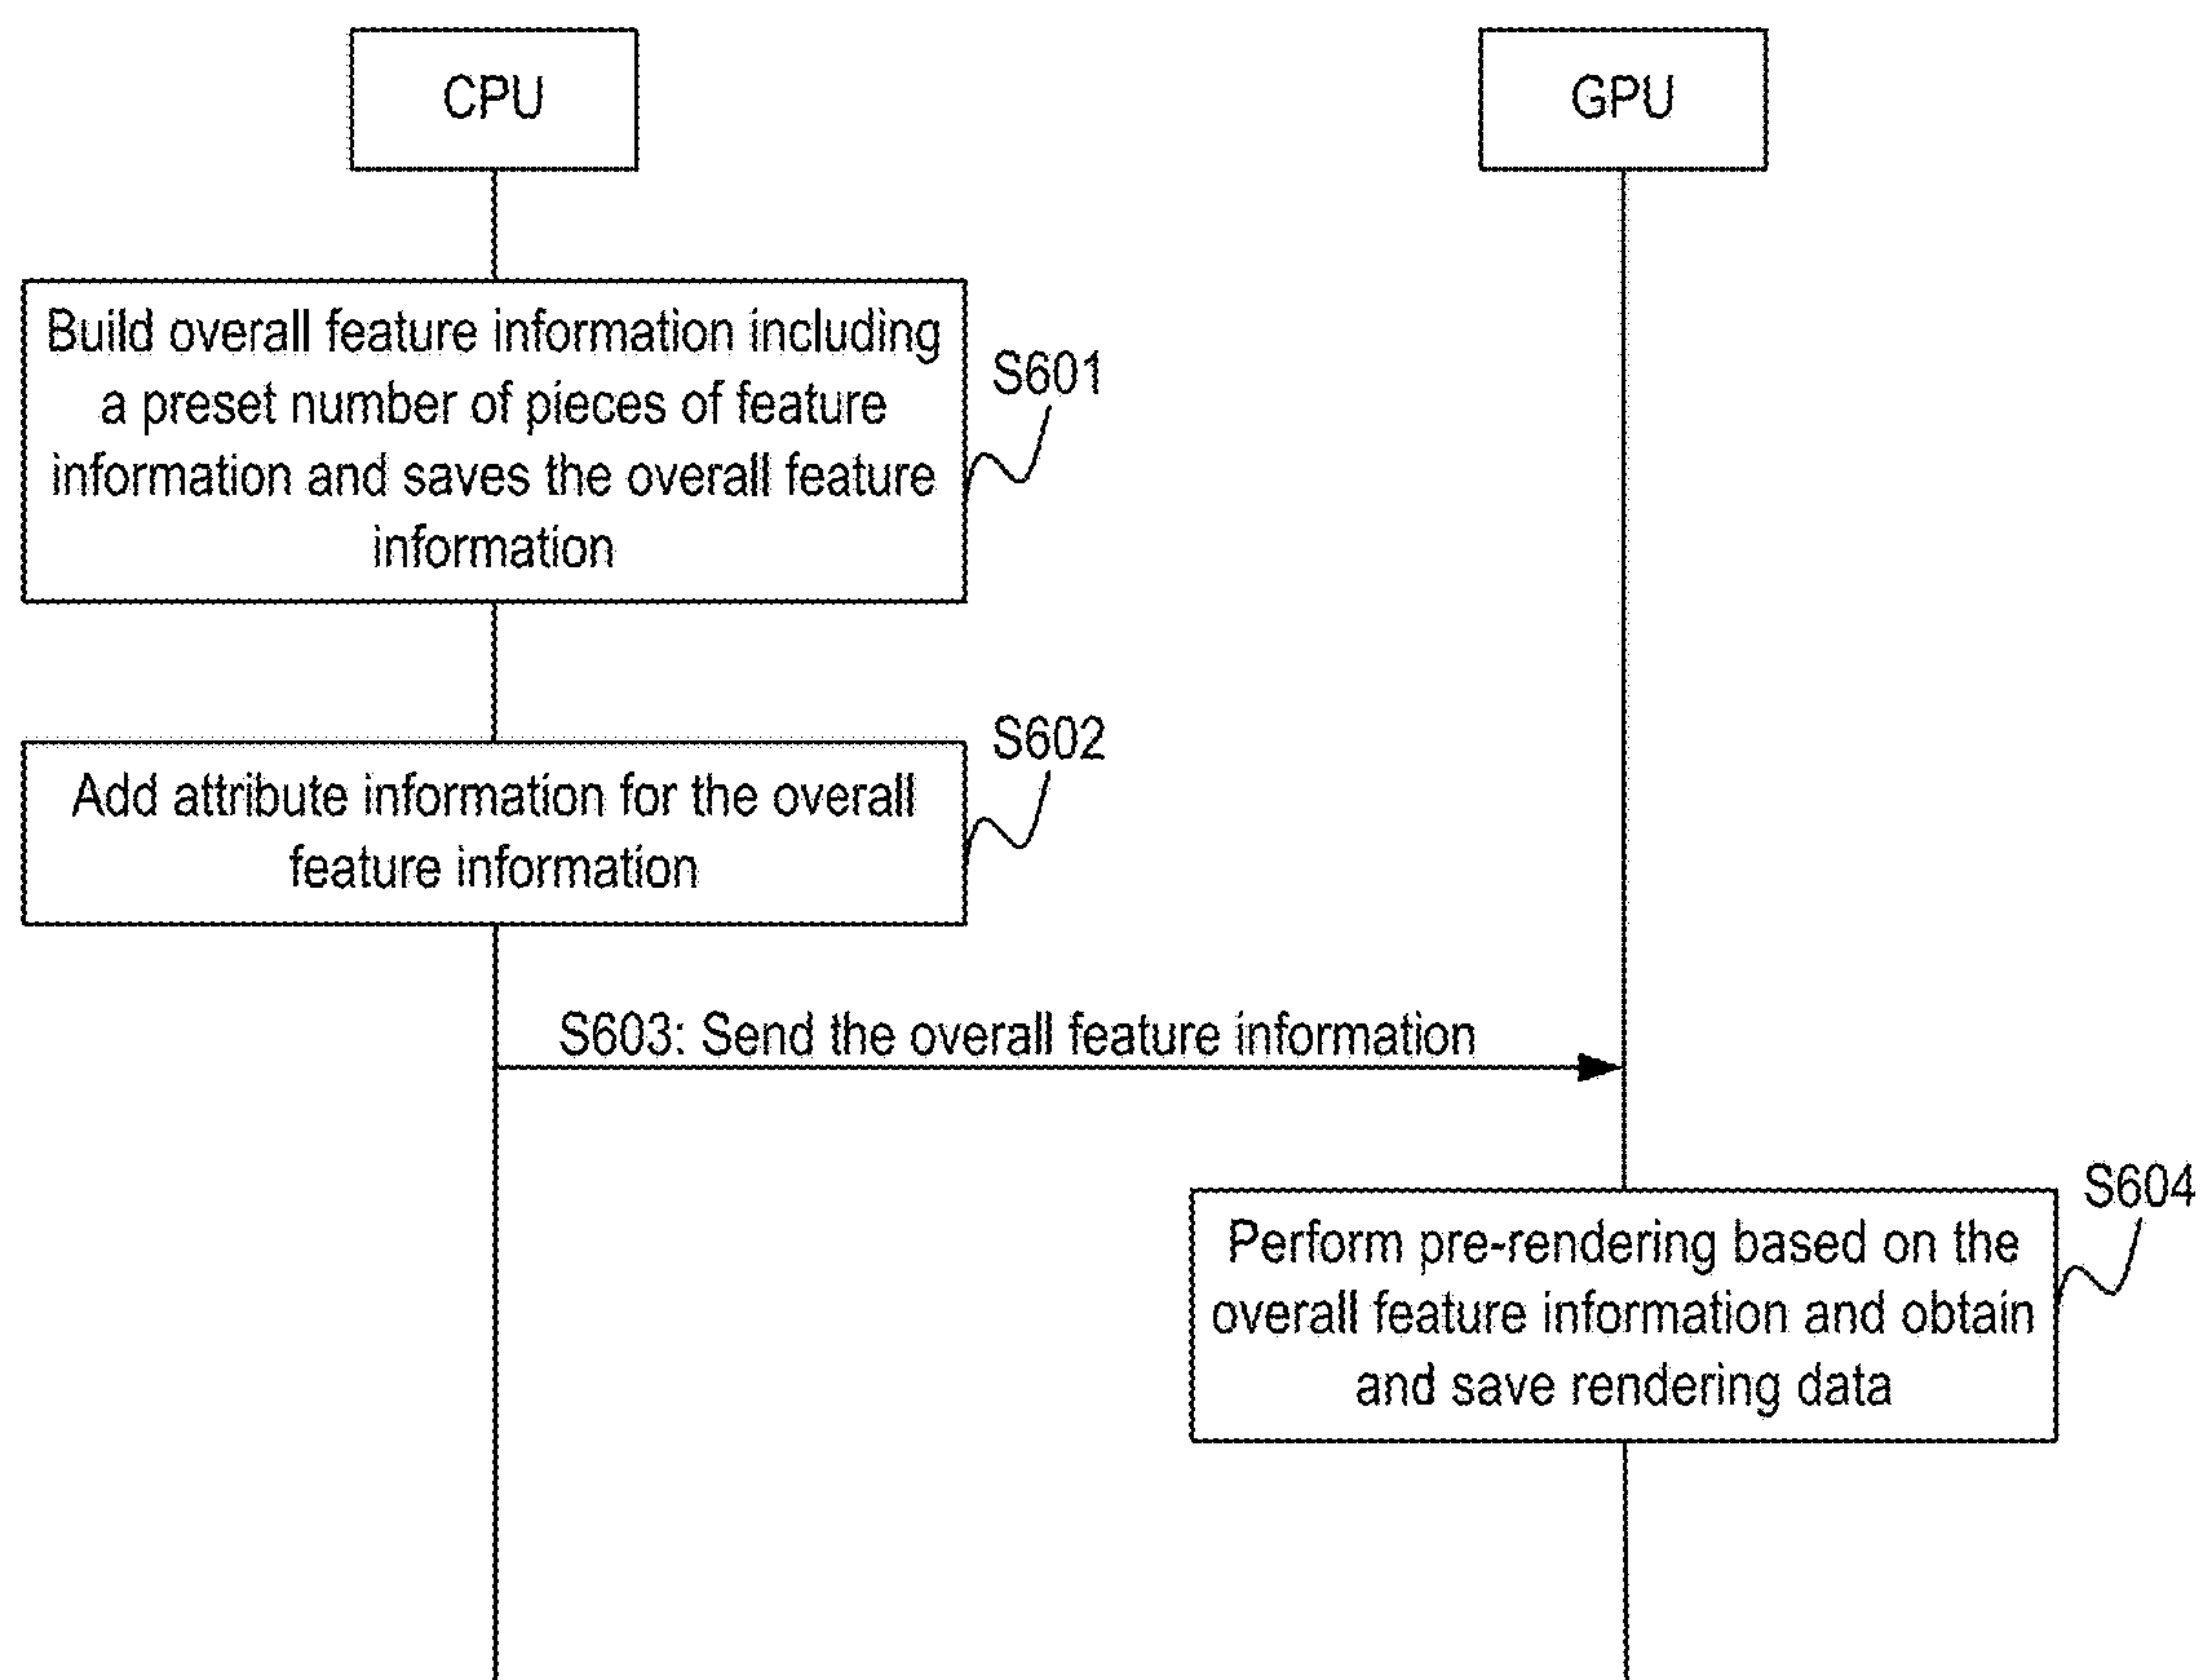 CPU
GPU
Build overall feature information including
a preset number of pieces of feature
information and saves the overall feature
information
S601
Add attribute information for the overall
feature information
S602
S603: Send the overall feature information
Perform pre-rendering based on the
overall feature information and obtain
and save rendering data
S604